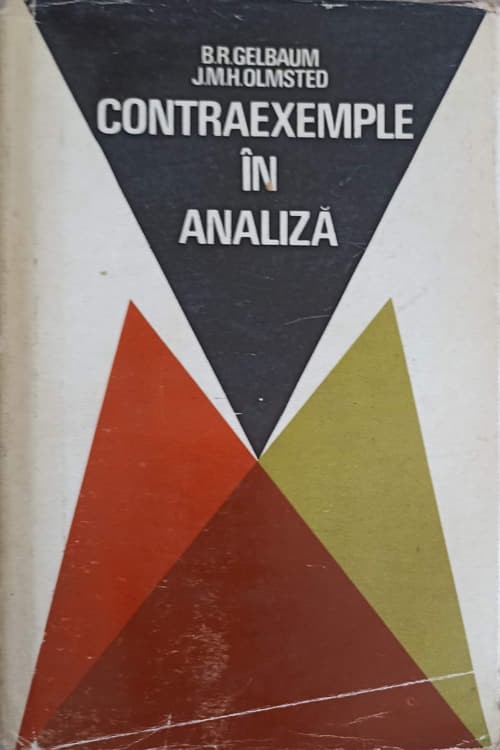 B.R.GELBAUM
J.M.H.OLMSTED
CONTRAEXEMPLE
ÎN
ANALIZĂ